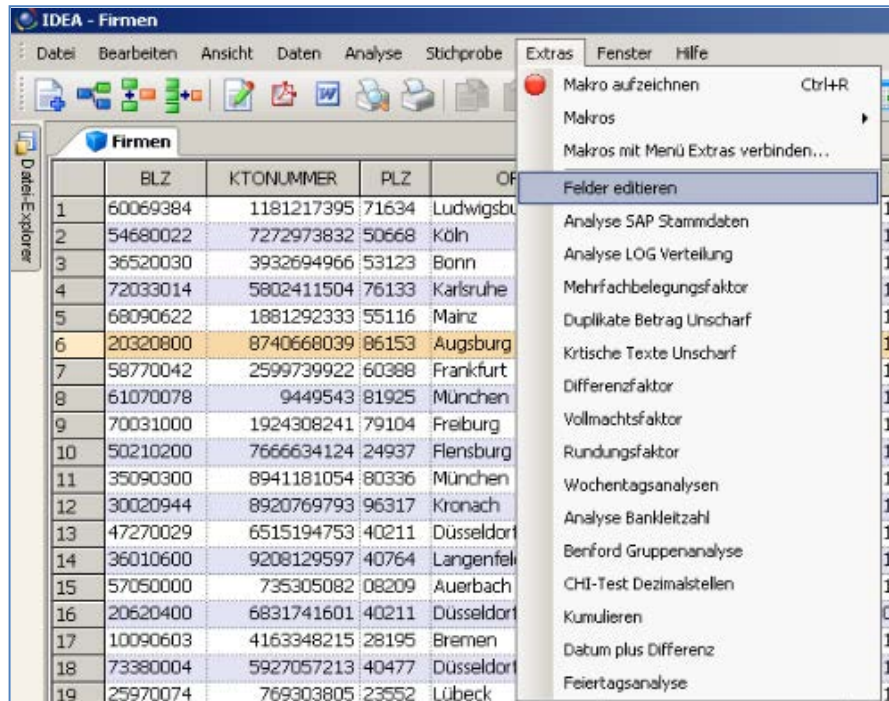 IDEA - Firmen
Datei Bearbeiten Ansicht Daten Analyse Stichprobe Extras Fenster Hilfe
Makro aufzeichnen Ctrl+R
Makros
Makros mit Menü Extras verbinden...
Felder editieren
Analyse SAP Stammdaten
Analyse LOG Verteilung
Mehrfachbelegungsfaktor
Duplikate Betrag Unscharf
Krtische Texte Unscharf
Differenzfaktor
Vollmachtsfaktor
Rundungsfaktor
Wochentagsanalysen
Analyse Bankleitzahl
Benford Gruppenanalyse
CHI-Test Dezimalstellen
Kumulieren
Datum plus Differenz
Feiertagsanalyse
Datei-Explorer
Firmen
BLZ KTONUMMER PLZ
1 60069384 1181217395 71634 Ludwigsbu
2 54680022 7272973832 50668 Köln
3 36520030 3932694966 53123 Bonn
4 72033014 5802411504 76133 Karlsruhe
5 68090622 1881292333 55116 Mainz
6 20320800 8740668039 86153 Augsburg
7 58770042 2599739922 60388 Frankfurt
8 61070078 9449543 81925 München
9 70031000 1924308241 79104 Freiburg
10 50210200 7666634124 24937 Flensburg
11 35090300 8941181054 80336 München
12 30020944 8920769793 96317 Kronach
13 47270029 6515194753 40211 Düsseldorf
14 36010600 9208129597 40764 Langenfel
15 57050000 735305082 08209 Auerbach
16 20620400 6831741601 40211 Düsseldorf
17 10090603 4163348215 28195 Bremen
18 73380004 5927057213 40477 Düsseldorf
19 25970074 769303805 23552 Lübeck